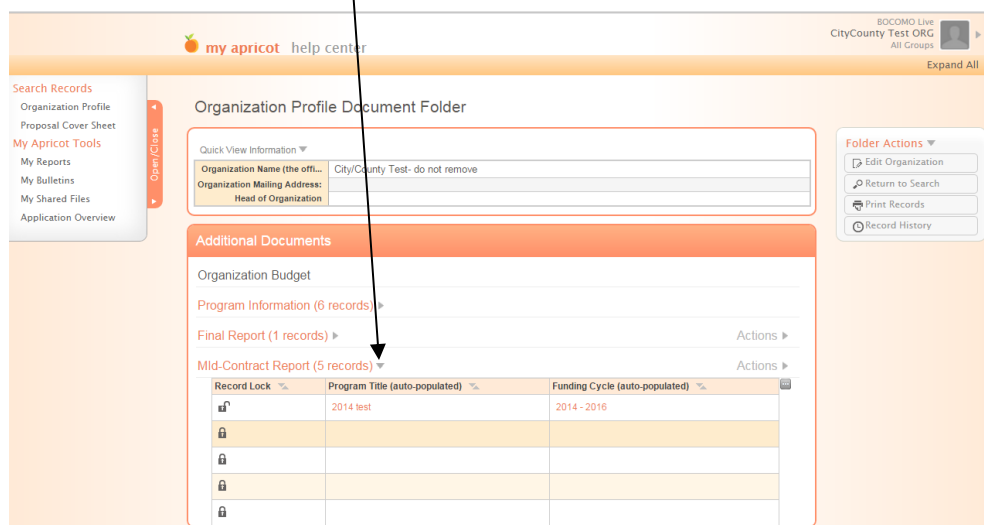 BOCOMO Live
CityCounty Test ORG
All Groups
my apricot help center
Expand All
Search Records
Organization Profile
Proposal Cover Sheet
My Apricot Tools
My Reports
My Bulletins
My Shared Files
Application Overview
Open/Close
Organization Profile Document Folder
Quick View Information
Organization Name (the offi... City/County Test- do not remove
Organization Mailing Address:
Head of Organization
Additional Documents
Organization Budget
Program Information (6 records)
Final Report (1 records) Actions
MId-Contract Report (5 records) Actions
Record Lock Program Title (auto-populated) Funding Cycle (auto-populated)
2014 test 2014 - 2016
Folder Actions
Edit Organization
Return to Search
Print Records
Record History